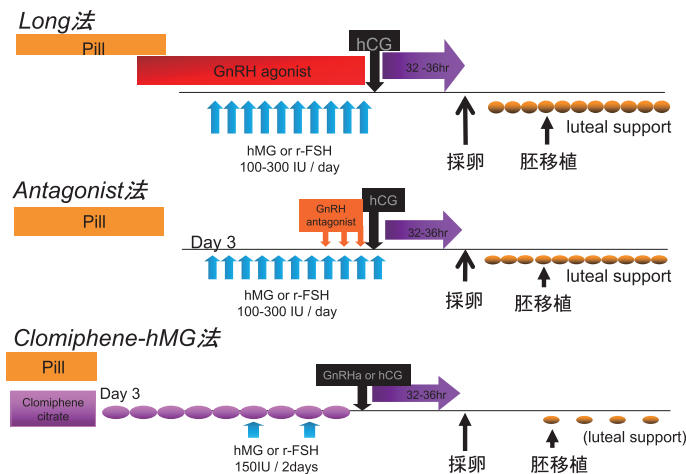 Long法
Pill
hCG
GnRH agonist
32 -36hr
hMG or r-FSH
100-300 IU / day
luteal support
採卵
胚移植
Antagonist法
Pill
GnRH
antagonist
hCG
Day 3
32-36hr
hMG or r-FSH
100-300 IU / day
luteal support
採卵
胚移植
Clomiphene-hMG法
Pill
GnRHa or hCG
Clomiphene
citrate
Day 3
32-36hr
hMG or r-FSH
150IU / 2days
(luteal support)
採卵
胚移植